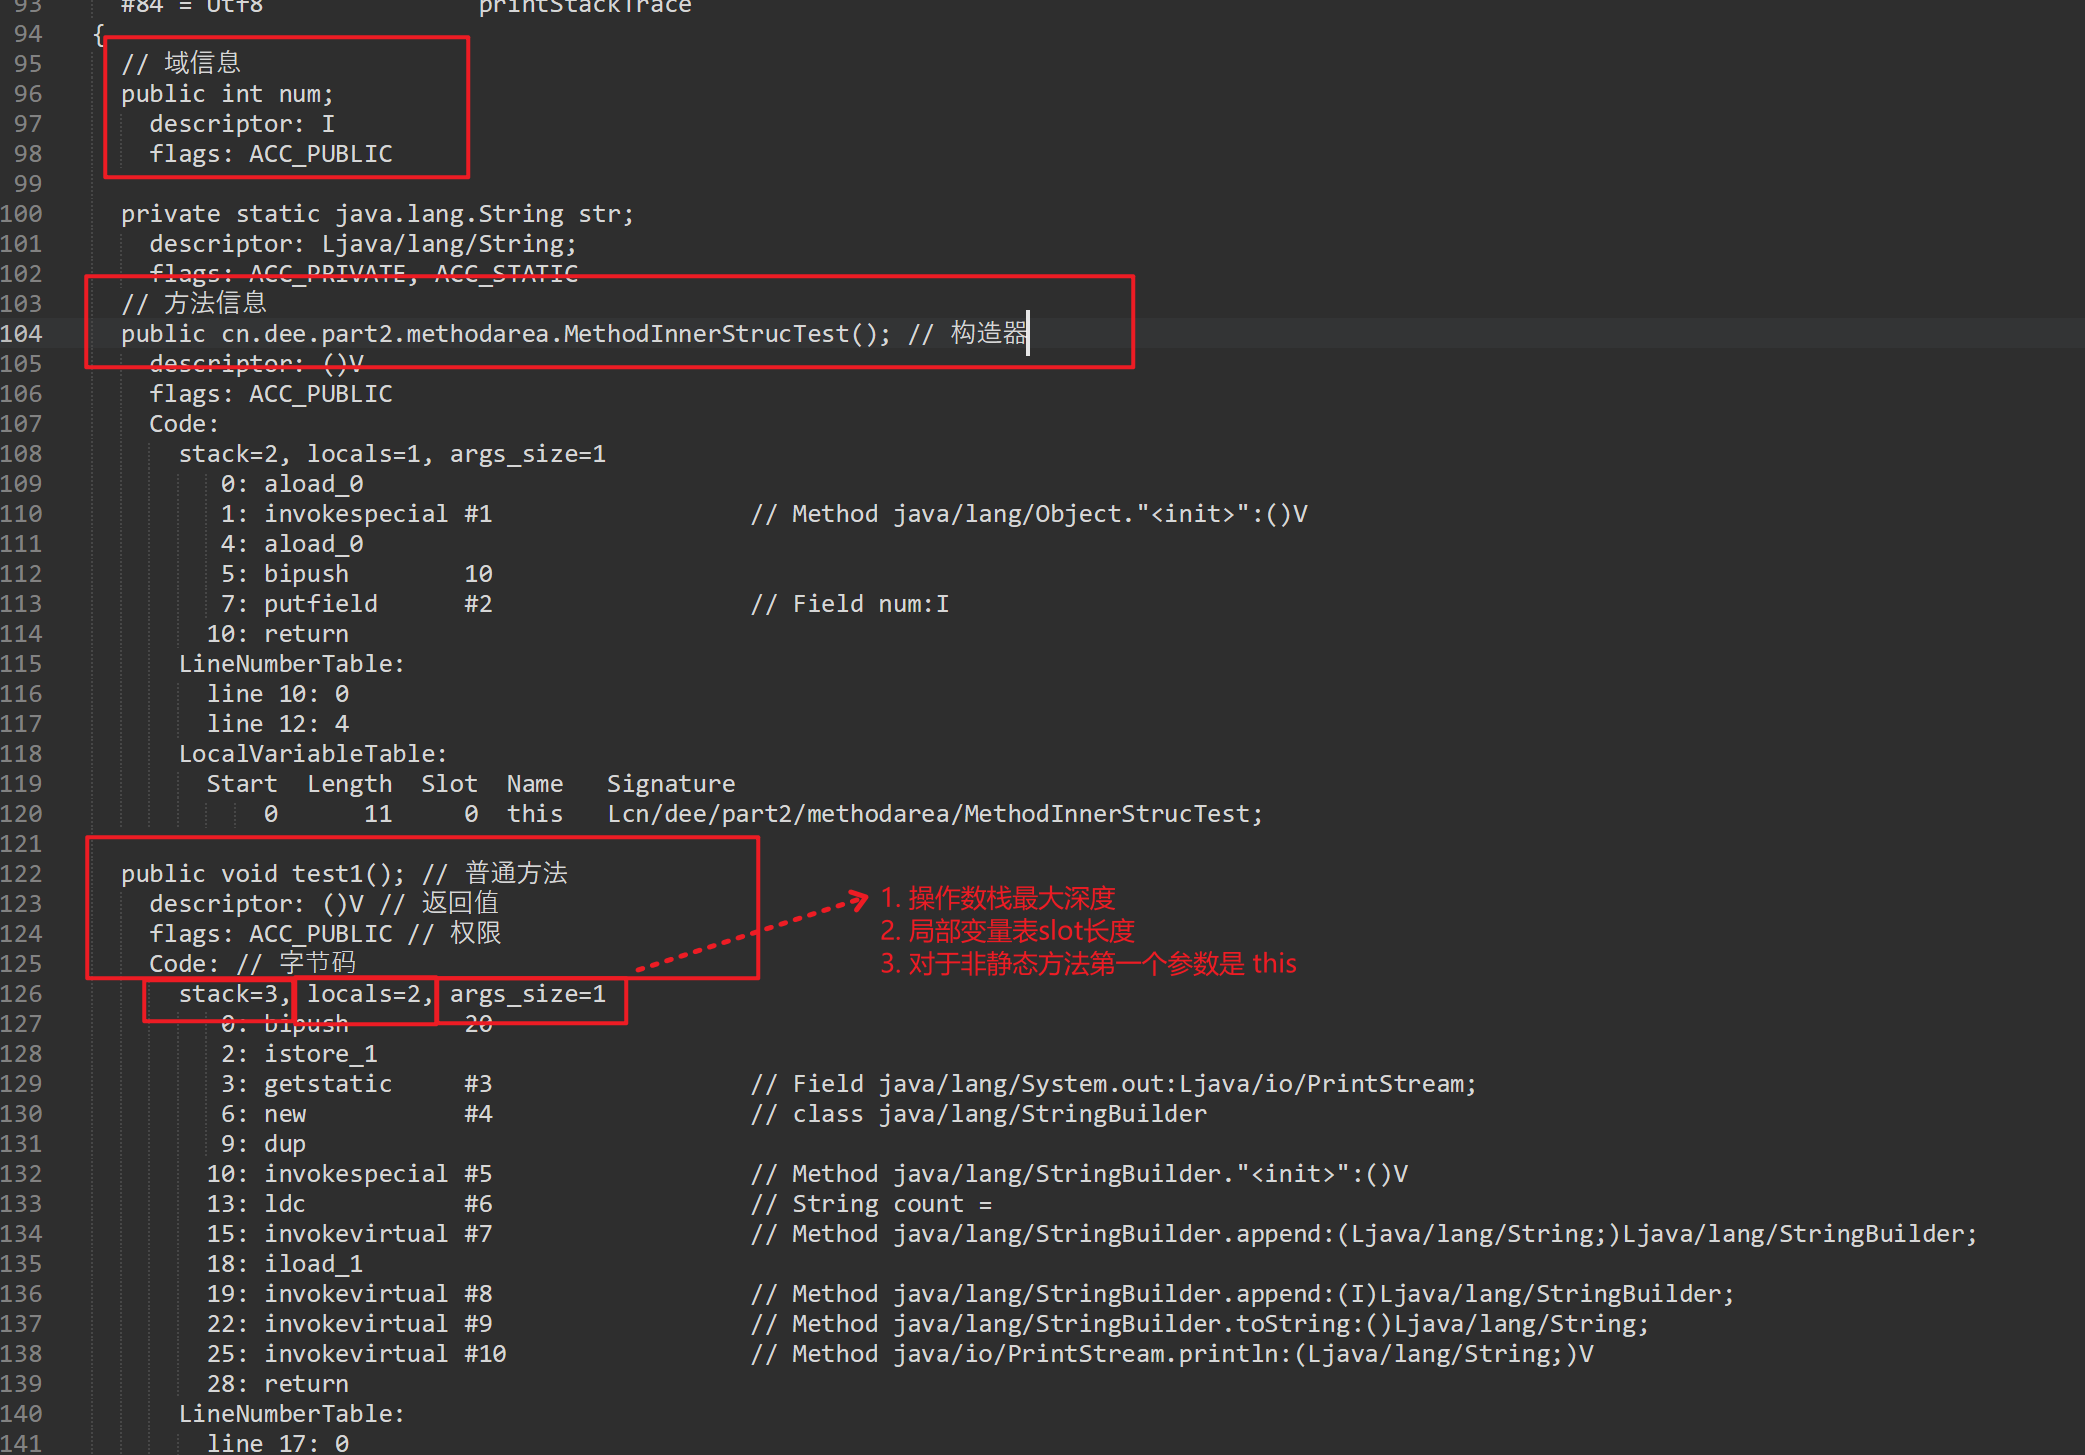 93 #84 = Utf8 printStackTrace
94 {
95 // 域信息
96 public int num;
97 descriptor: I
98 flags: ACC_PUBLIC
99
100 private static java.lang.String str;
101 descriptor: Ljava/lang/String;
102 flags: ACC_PRIVATE, ACC_STATIC
103 // 方法信息
104 public cn.dee.part2.methodarea.MethodInnerStrucTest(); // 构造器
105 descriptor: ()V
106 flags: ACC_PUBLIC
107 Code:
108 stack=2, locals=1, args_size=1
109 0: aload_0
110 1: invokespecial #1 // Method java/lang/Object."<init>":()V
111 4: aload_0
112 5: bipush 10
113 7: putfield #2 // Field num:I
114 10: return
115 LineNumberTable:
116 line 10: 0
117 line 12: 4
118 LocalVariableTable:
119 Start Length Slot Name Signature
120 0 11 0 this Lcn/dee/part2/methodarea/MethodInnerStrucTest;
121
122 public void test1(); // 普通方法
123 descriptor: ()V // 返回值
124 flags: ACC_PUBLIC // 权限
125 Code: // 字节码
1. 操作数栈最大深度
2. 局部变量表slot长度
3. 对于非静态方法第一个参数是 this
126 stack=3, locals=2, args_size=1
127 0: bipush 20
128 2: istore_1
129 3: getstatic #3 // Field java/lang/System.out:Ljava/io/PrintStream;
130 6: new #4 // class java/lang/StringBuilder
131 9: dup
132 10: invokespecial #5 // Method java/lang/StringBuilder."<init>":()V
133 13: ldc #6 // String count =
134 15: invokevirtual #7 // Method java/lang/StringBuilder.append:(Ljava/lang/String;)Ljava/lang/StringBuilder;
135 18: iload_1
136 19: invokevirtual #8 // Method java/lang/StringBuilder.append:(I)Ljava/lang/StringBuilder;
137 22: invokevirtual #9 // Method java/lang/StringBuilder.toString:()Ljava/lang/String;
138 25: invokevirtual #10 // Method java/io/PrintStream.println:(Ljava/lang/String;)V
139 28: return
140 LineNumberTable:
141 line 17: 0